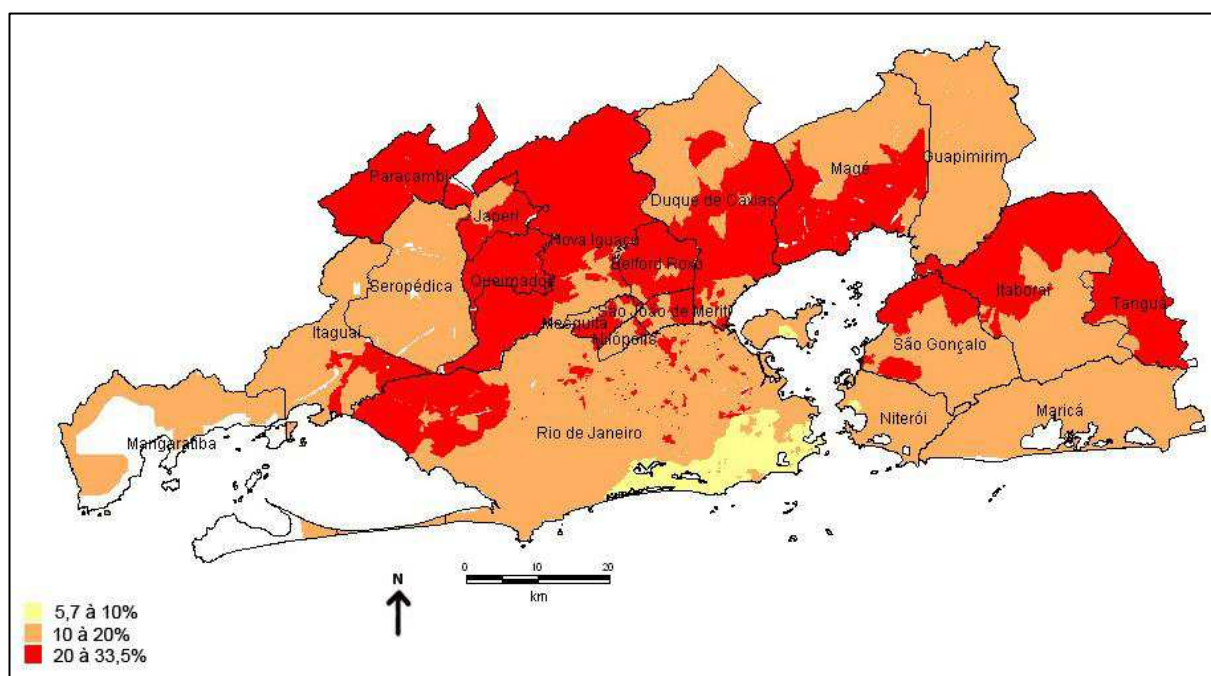 Guapimirim
Magé
Paracambi
Duque de Caxias
Japeri
Nova Iguaçu
Belford Roxo
Queimados
Seropédica
Itaboraí
Tanguá
São João de Meriti
Mesquita
Nilópolis
Itaguaí
São Gonçalo
Niterói
Maricá
Rio de Janeiro
Mangaratiba
N
0 10 20
km
5,7 à 10%
10 à 20%
20 à 33,5%